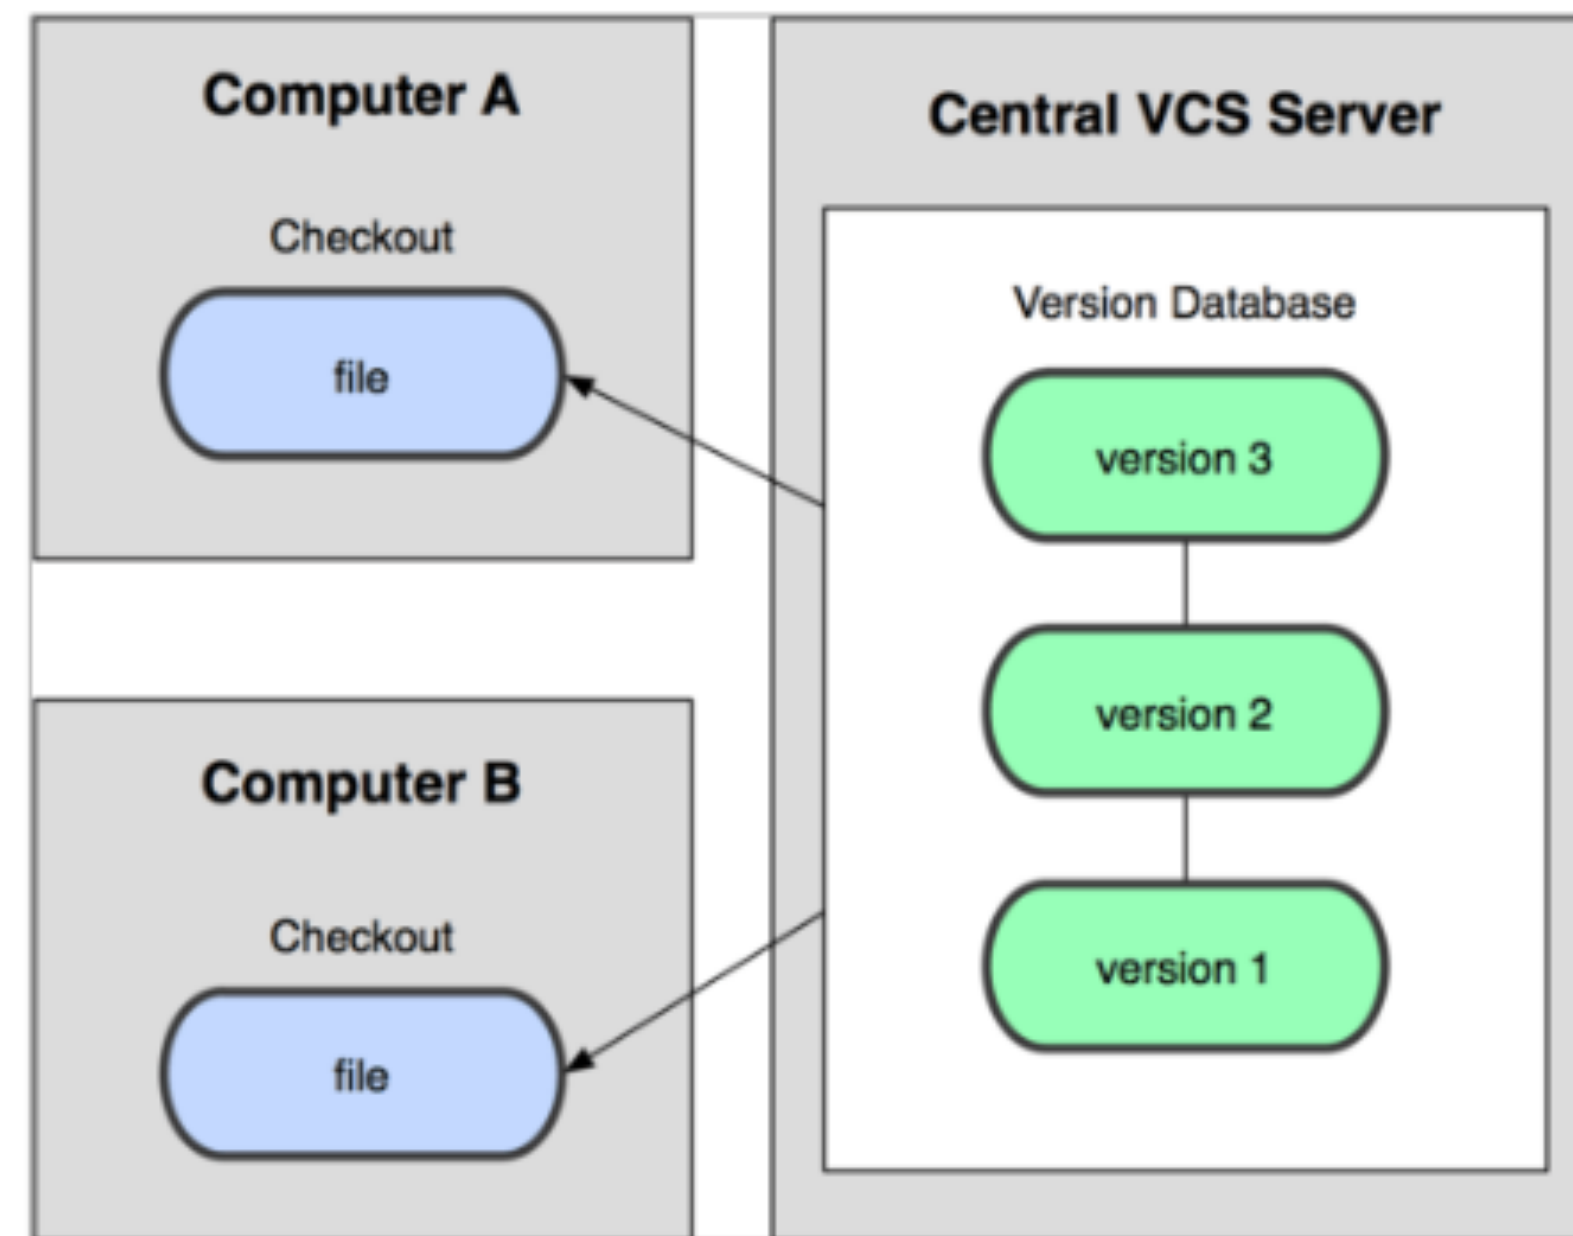 Computer A
Checkout
file
Computer B
Checkout
file
Central VCS Server
Version Database
version 3
version 2
version 1